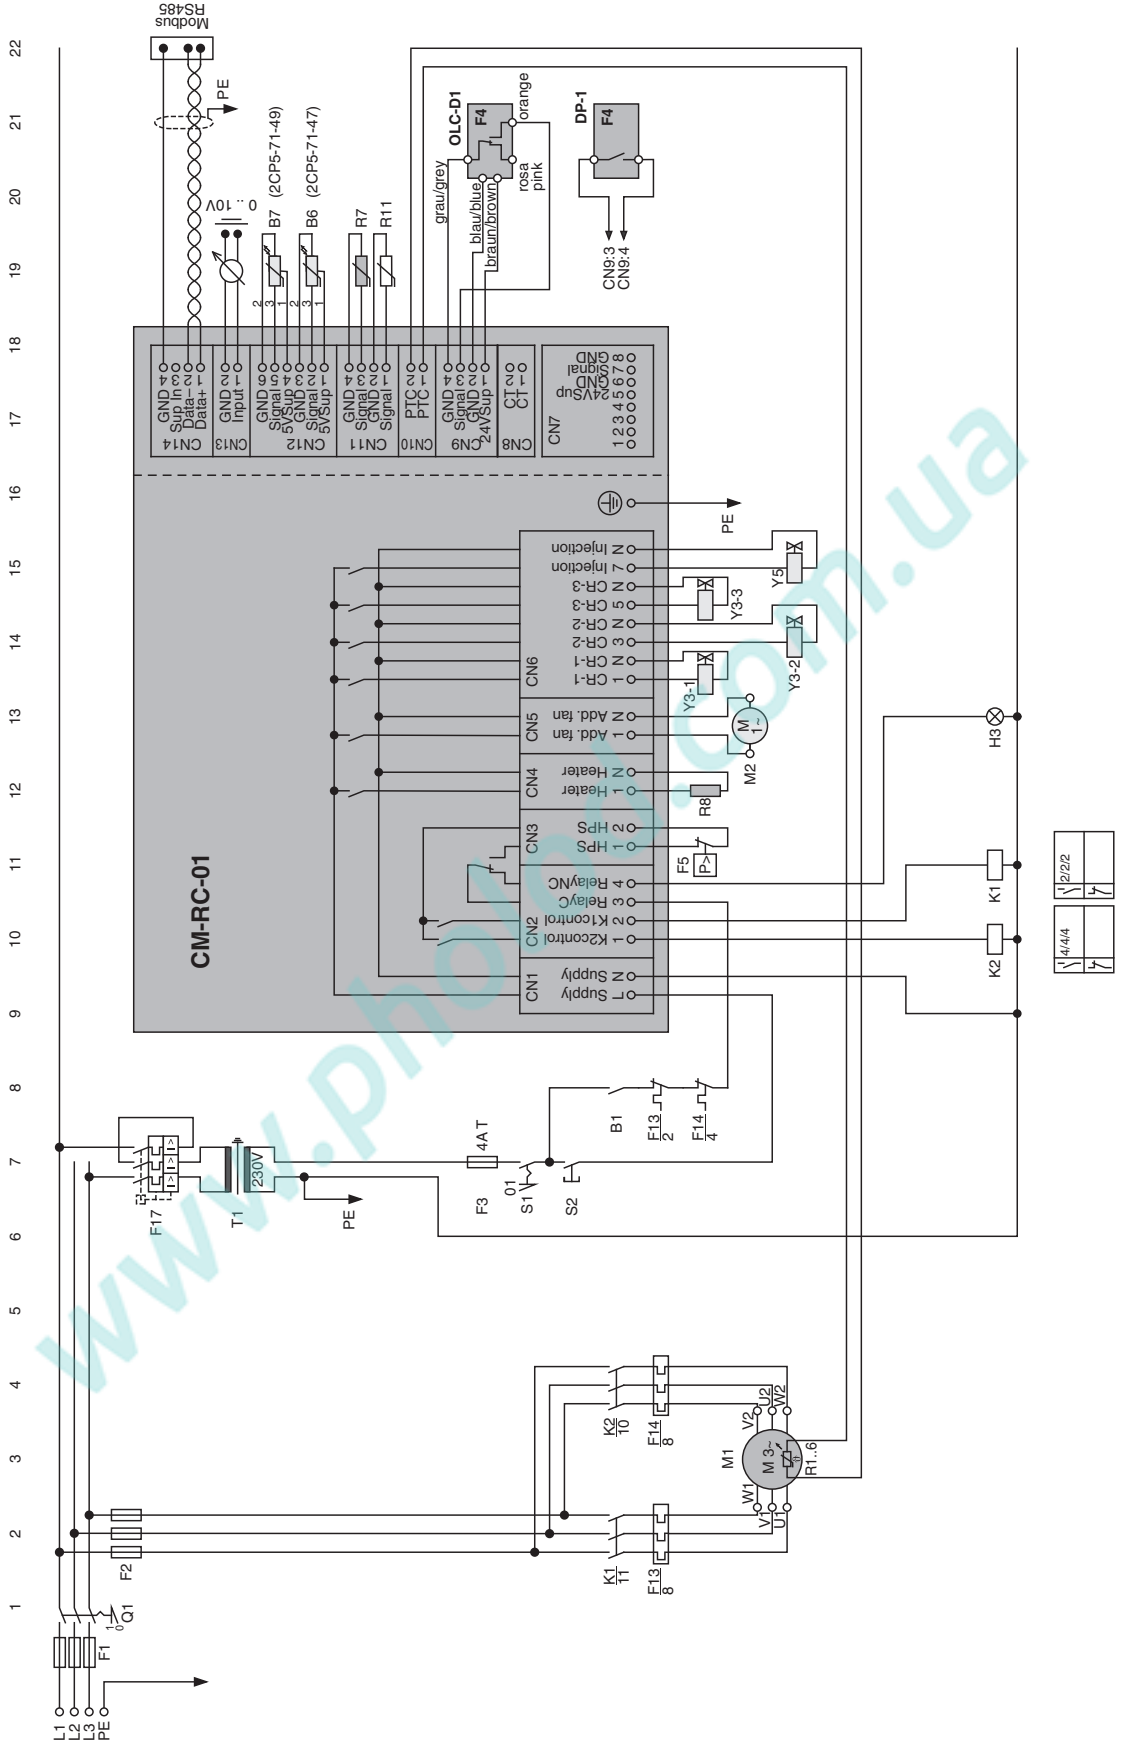 22
21
20
19
18
17
16
15
14
13
12
11
10
9
8
7
6
5
4
3
2
1
Modbus
RS485
PE
0 .. 10V
B7 (2CP5-71-49)
B6 (2CP5-71-47)
2
3
1
2
3
1
R7
R11
OLC-D1
F4
orange
grau/grey
rosa
pink
blau/blue
braun/brown
DP-1
F4
CN9:3
CN9:4
CN14
GND 4
Sup In 3
Data– 2
Data+ 1
CN13
GND 2
Input 1
CN12
GND 6
Signal 5
5VSup 4
GND 3
Signal 2
5VSup 1
CN11
GND 4
Signal 3
GND 2
Signal 1
CN10
PTC 2
PTC 1
CN9
GND 4
Signal 3
GND 2
24VSup 1
CN8
CT 2
CT 1
CN7
GND 8
Signal 7
GND 6
24VSup 5
4
3
2
1
CM-RC-01
PE
CN6
Injection N
Injection 7
CR-3 N
CR-3 5
CR-2 N
CR-2 3
CR-1 N
CR-1 1
CN5
Add. fan N
Add. fan 1
CN4
Heater N
Heater 1
CN3
HPS 2
HPS 1
CN2
RelayNC 4
RelayC 3
K1control 2
K2control 1
CN1
Supply N
Supply L
Y5
Y3-3
Y3-2
Y3-1
M
1~
M2
R8
F5
P>
H3
K1
K2
2/2/2
4/4/4
B1
F13
2
F14
4
F17
I> I> I>
T1
230V
PE
F3
4A T
01
S1
S2
K2
10
F14
8
V2
U2
W2
M1
M 3~
ϑ
R1..6
W1
V1
U1
F2
K1
11
F13
8
1
0
Q1
F1
L1
L2
L3
PE
www.pholod.com.ua